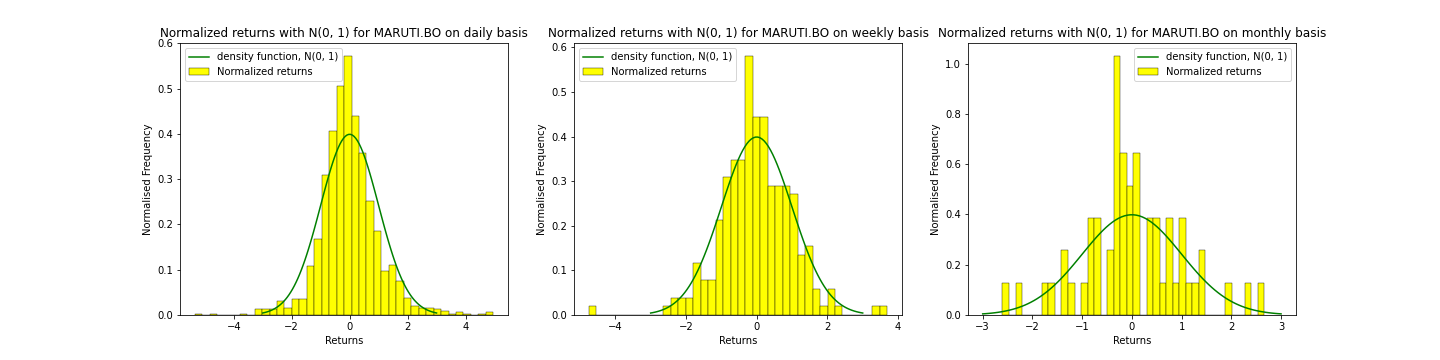 Normalized returns with N(0, 1) for MARUTI.BO on daily basis
density function, N(0, 1)
Normalized returns
Normalised Frequency
0.6
0.5
0.4
0.3
0.2
0.1
0.0
−4
−2
0
2
4
Returns
Normalized returns with N(0, 1) for MARUTI.BO on weekly basis
density function, N(0, 1)
Normalized returns
Normalised Frequency
0.6
0.5
0.4
0.3
0.2
0.1
0.0
−4
−2
0
2
4
Returns
Normalized returns with N(0, 1) for MARUTI.BO on monthly basis
density function, N(0, 1)
Normalized returns
Normalised Frequency
1.0
0.8
0.6
0.4
0.2
0.0
−3
−2
−1
0
1
2
3
Returns